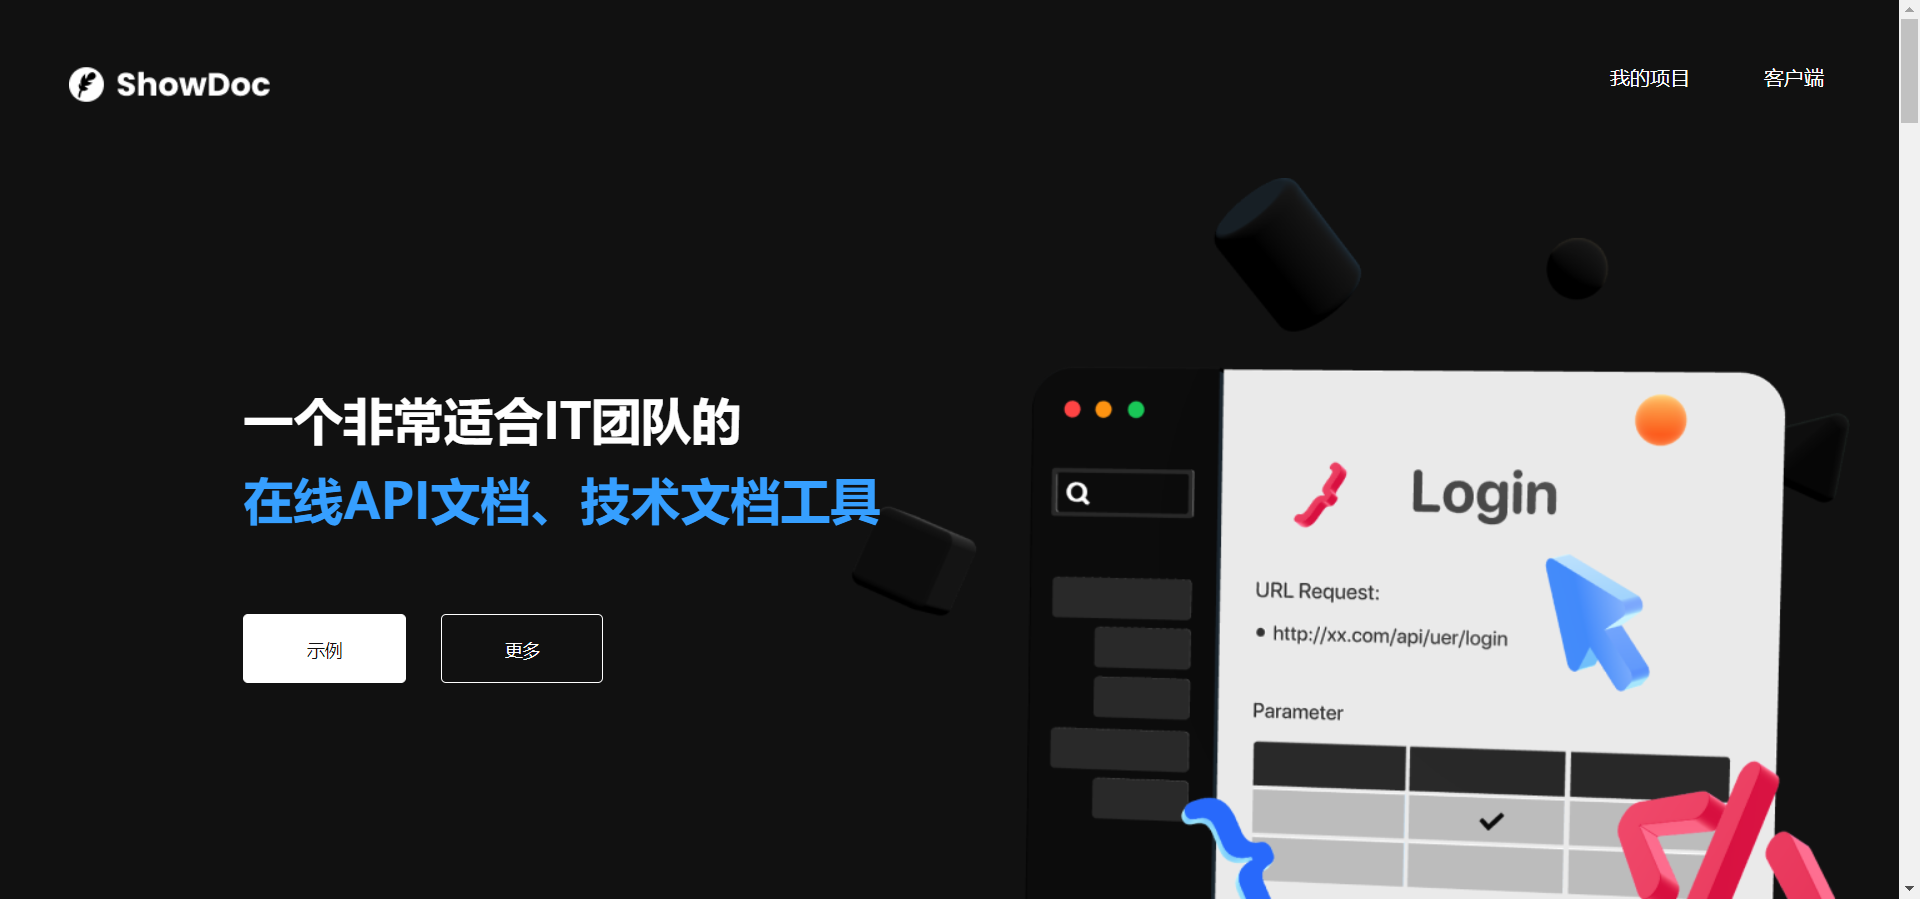 ShowDoc
我的项目
客户端
一个非常适合IT团队的
在线API文档、技术文档工具
示例
更多
Login
URL Request:
• http://xx.com/api/uer/login
Parameter